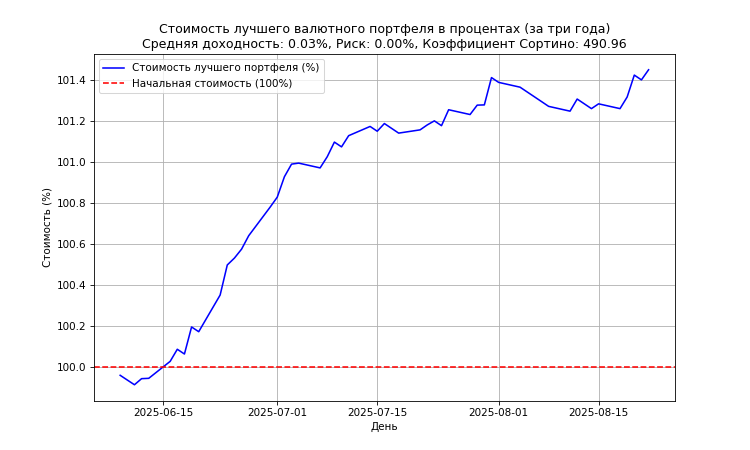 Стоимость лучшего валютного портфеля в процентах (за три года)
Средняя доходность: 0.03%, Риск: 0.00%, Коэффициент Сортино: 490.96
Стоимость лучшего портфеля (%)
Начальная стоимость (100%)
101.4
101.2
101.0
100.8
100.6
100.4
100.2
100.0
Стоимость (%)
2025-06-15 2025-07-01 2025-07-15 2025-08-01 2025-08-15
День